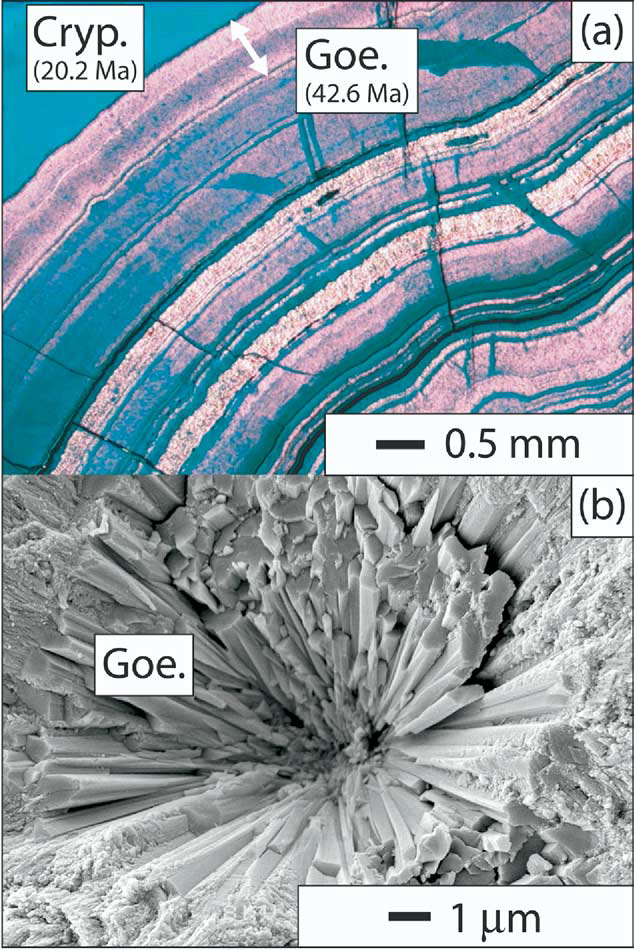 Cryp.
(20.2 Ma)
Goe.
(42.6 Ma)
(a)
0.5 mm
(b)
Goe.
1 μm